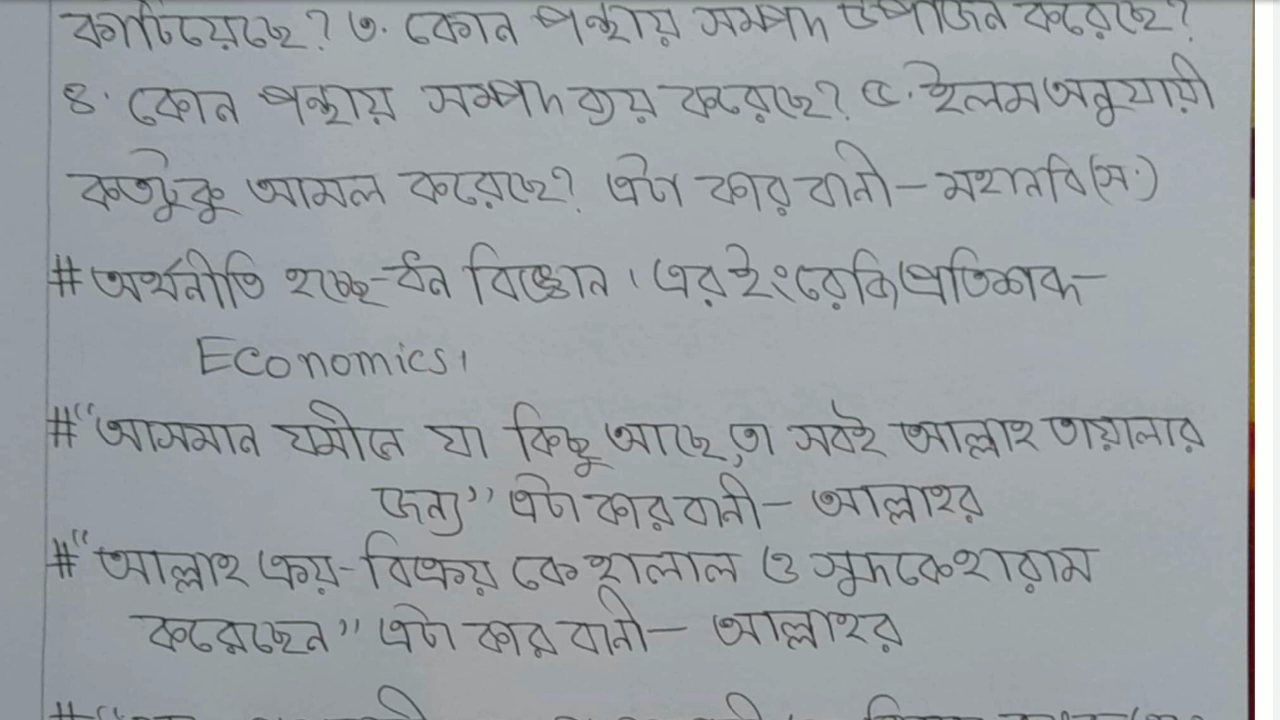 কাটিয়েছে? ৩. কোন পন্থায় সম্পদ উপার্জন করেছে?
৪. কোন পন্থায় সম্পদ ব্যয় করেছে? ৫. ইলম অনুযায়ী
কতটুকু আমল করেছে? এটা কার বানী – মহানবি (স.)
# অর্থনীতি হচ্ছে - ধন বিজ্ঞান। এর ইংরেজি প্রতিশব্দ –
Economics।
# “আসমান যমীনে যা কিছু আছে, তা সবই আল্লাহ তায়ালার
জন্য” এটা কার বানী – আল্লাহর
# “আল্লাহ ক্রয়-বিক্রয় কে হালাল ও সুদকে হারাম
করেছেন” এটা কার বানী – আল্লাহর